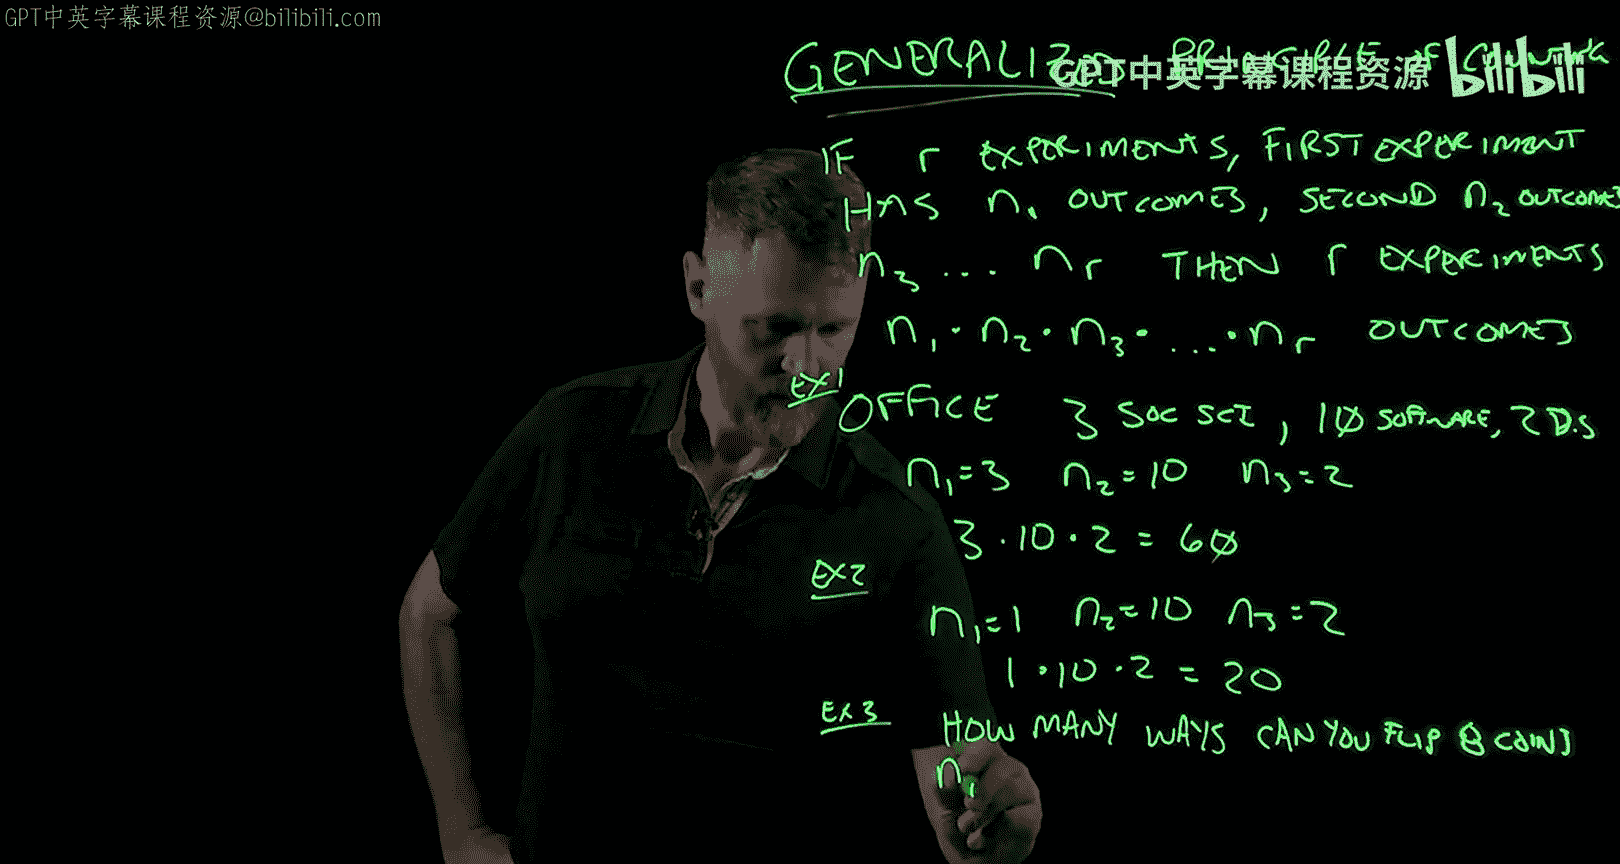 GPT中英字幕课程资源@bilibili.com
GENERALIZED PRINCIPLE OF
GPT中英字幕课程资源 bilibili
IF r EXPERIMENTS, FIRST EXPERIMENT
HAS n₁ OUTCOMES, SECOND n₂ OUTCOMES
n₃ ... nᵣ THEN r EXPERIMENTS
n₁ · n₂ · n₃ · ... · nᵣ OUTCOMES
EX1
OFFICE 3 SOC SCI, 10 SOFTWARE, 2 D.S
n₁=3 n₂=10 n₃=2
3 · 10 · 2 = 60
EX2
n₁=1 n₂=10 n₃=2
1 · 10 · 2 = 20
EX3
HOW MANY WAYS CAN YOU FLIP 8 COINS
n₁